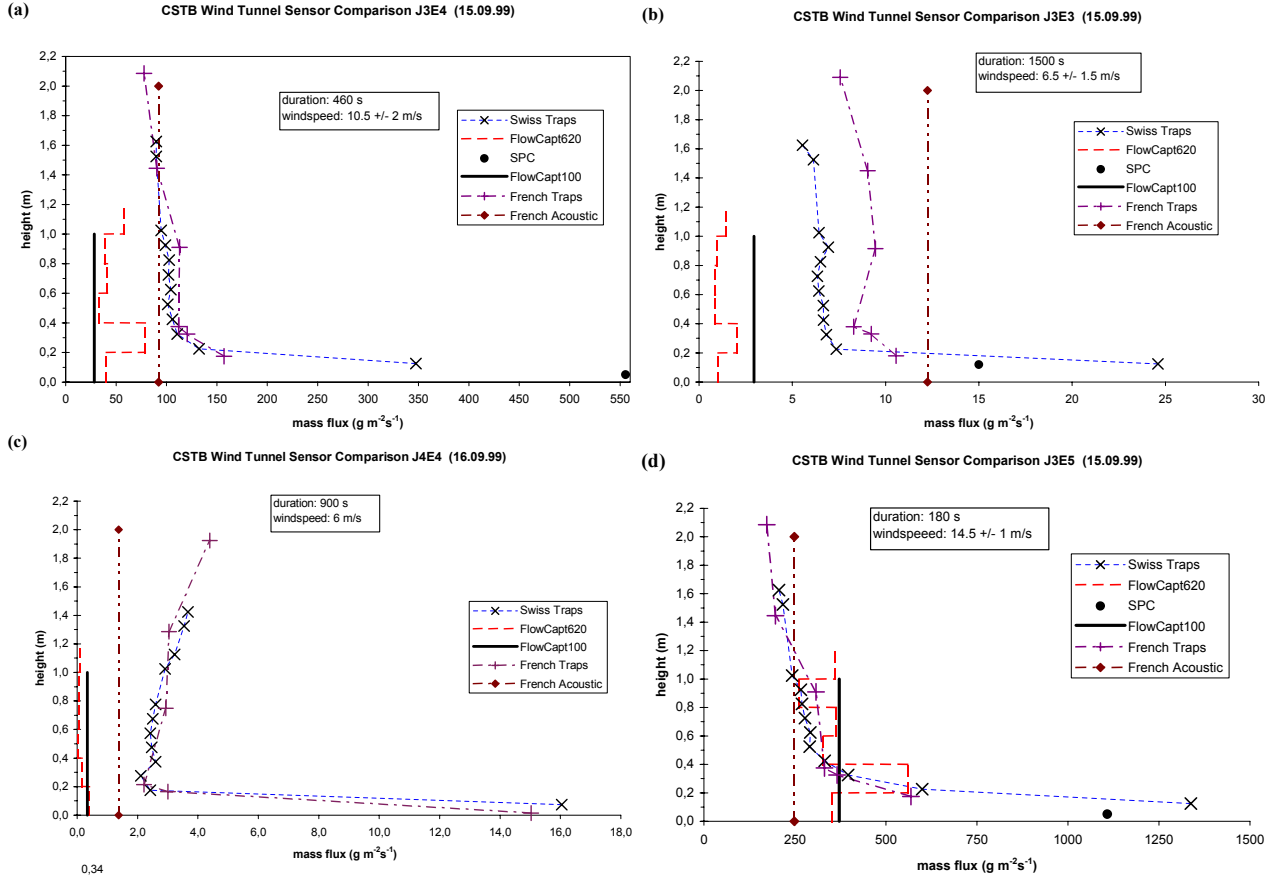 (a)
CSTB Wind Tunnel Sensor Comparison J3E4 (15.09.99)
2,2
2,0
1,8
1,6
1,4
1,2
1,0
0,8
0,6
0,4
0,2
0,0
height (m)
duration: 460 s
windspeed: 10.5 +/- 2 m/s
Swiss Traps
FlowCapt620
SPC
FlowCapt100
French Traps
French Acoustic
0 50 100 150 200 250 300 350 400 450 500 550
mass flux (g m⁻²s⁻¹)
(b)
CSTB Wind Tunnel Sensor Comparison J3E3 (15.09.99)
2,2
2,0
1,8
1,6
1,4
1,2
1,0
0,8
0,6
0,4
0,2
0,0
height (m)
duration: 1500 s
windspeed: 6.5 +/- 1.5 m/s
Swiss Traps
FlowCapt620
SPC
FlowCapt100
French Traps
French Acoustic
0 5 10 15 20 25 30
mass flux (g m⁻²s⁻¹)
(c)
CSTB Wind Tunnel Sensor Comparison J4E4 (16.09.99)
2,2
2,0
1,8
1,6
1,4
1,2
1,0
0,8
0,6
0,4
0,2
0,0
height (m)
duration: 900 s
windspeed: 6 m/s
Swiss Traps
FlowCapt620
FlowCapt100
French Traps
French Acoustic
0,0 2,0 4,0 6,0 8,0 10,0 12,0 14,0 16,0 18,0
mass flux (g m⁻²s⁻¹)
0,34
(d)
CSTB Wind Tunnel Sensor Comparison J3E5 (15.09.99)
2,2
2,0
1,8
1,6
1,4
1,2
1,0
0,8
0,6
0,4
0,2
0,0
height (m)
duration: 180 s
windspeeed: 14.5 +/- 1 m/s
Swiss Traps
FlowCapt620
SPC
FlowCapt100
French Traps
French Acoustic
0 250 500 750 1000 1250 1500
mass flux (g m⁻²s⁻¹)